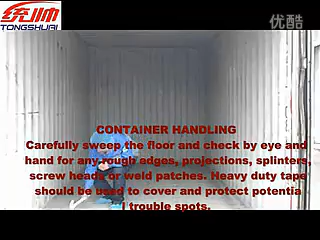 统帅
TONGSHUAI
优酷
CONTAINER HANDLING
Carefully sweep the floor and check by eye and
hand for any rough edges, projections, splinters,
screw heads or weld patches. Heavy duty tape
should be used to cover and protect potentia
l trouble spots.